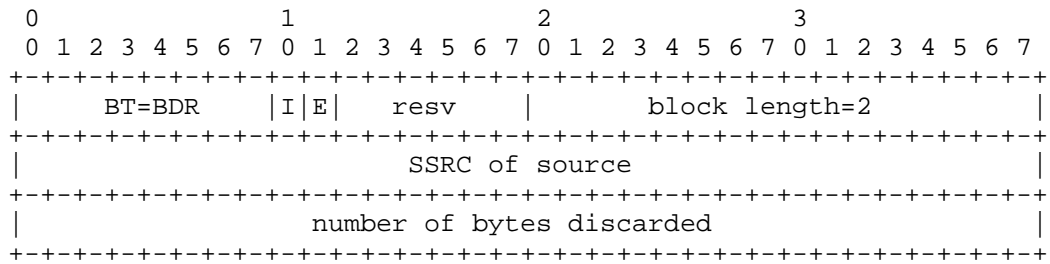 0                   1                   2                   3
 0 1 2 3 4 5 6 7 0 1 2 3 4 5 6 7 0 1 2 3 4 5 6 7 0 1 2 3 4 5 6 7
+-+-+-+-+-+-+-+-+-+-+-+-+-+-+-+-+-+-+-+-+-+-+-+-+-+-+-+-+-+-+-+-+
|     BT=BDR    |I|E|   resv    |       block length=2          |
+-+-+-+-+-+-+-+-+-+-+-+-+-+-+-+-+-+-+-+-+-+-+-+-+-+-+-+-+-+-+-+-+
|                        SSRC of source                         |
+-+-+-+-+-+-+-+-+-+-+-+-+-+-+-+-+-+-+-+-+-+-+-+-+-+-+-+-+-+-+-+-+
|                  number of bytes discarded                    |
+-+-+-+-+-+-+-+-+-+-+-+-+-+-+-+-+-+-+-+-+-+-+-+-+-+-+-+-+-+-+-+-+